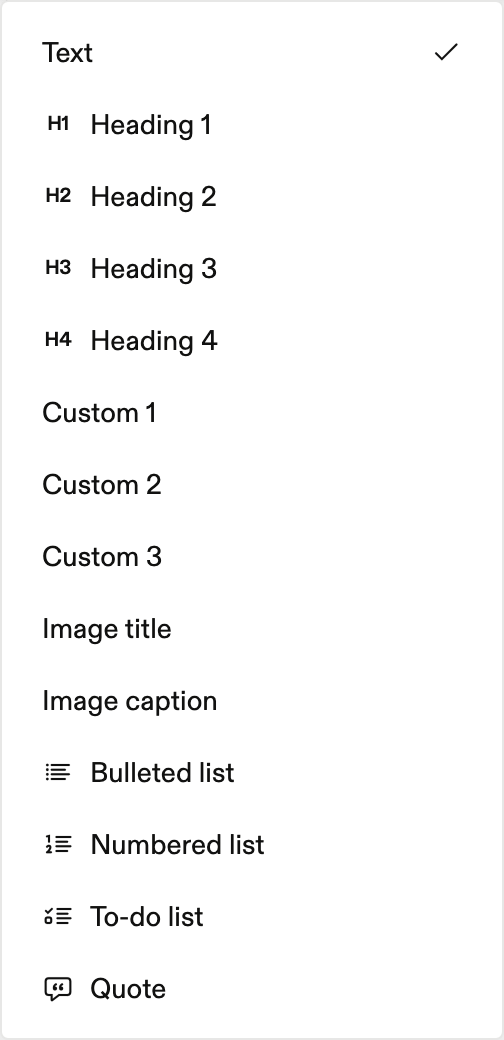 Text
H1 Heading 1
H2 Heading 2
H3 Heading 3
H4 Heading 4
Custom 1
Custom 2
Custom 3
Image title
Image caption
Bulleted list
Numbered list
To-do list
Quote